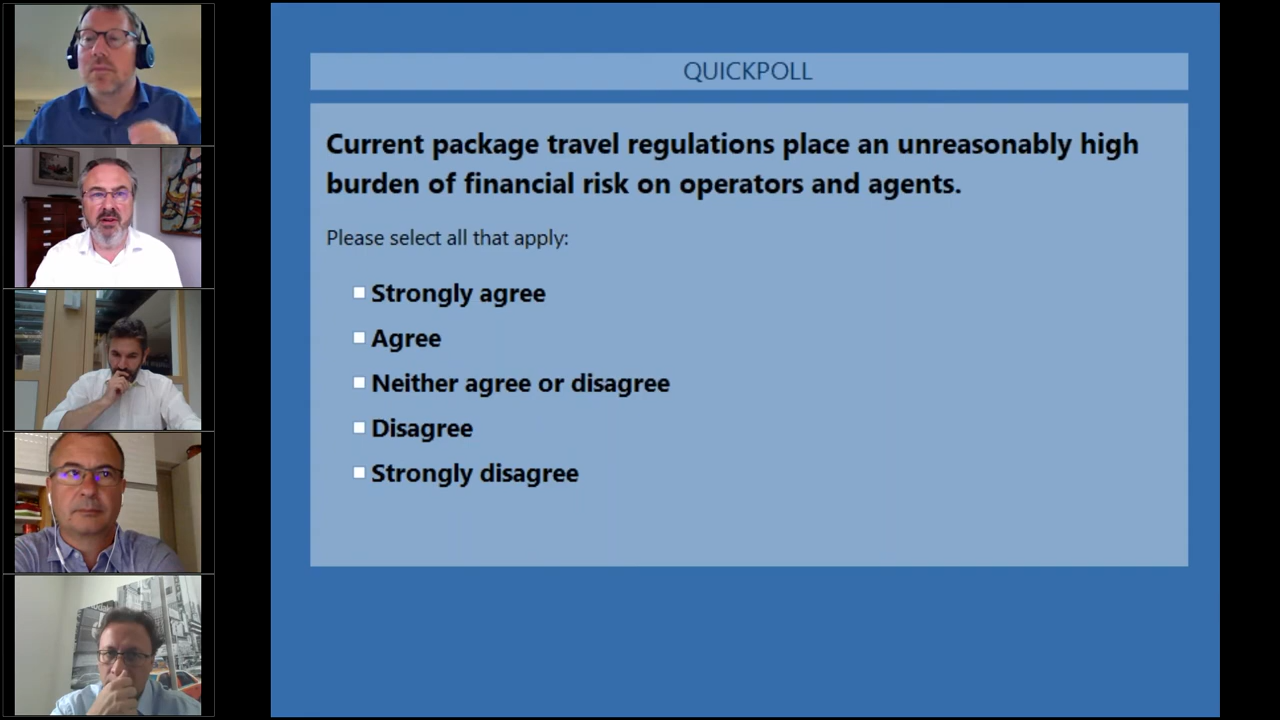 QUICKPOLL
Current package travel regulations place an unreasonably high
burden of financial risk on operators and agents.
Please select all that apply:
Strongly agree
Agree
Neither agree or disagree
Disagree
Strongly disagree